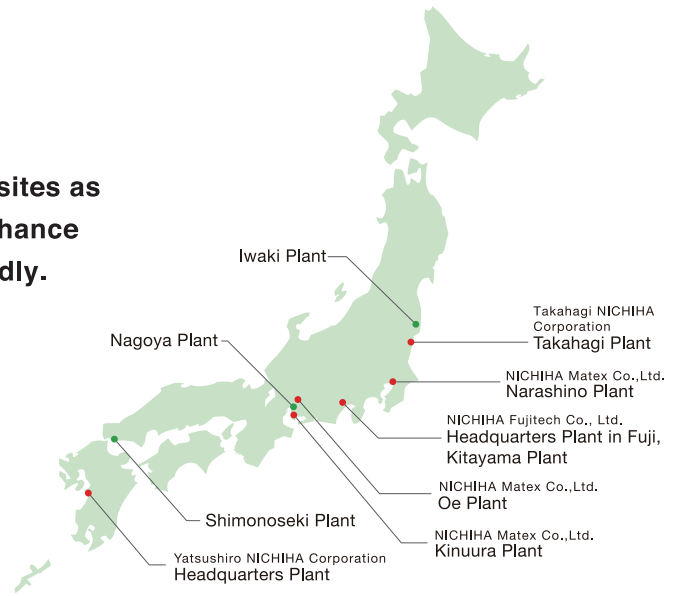 sites as
hance
dly.
Iwaki Plant
Nagoya Plant
Takahagi NICHIHA
Corporation
Takahagi Plant
NICHIHA Matex Co.,Ltd.
Narashino Plant
NICHIHA Fujitech Co., Ltd.
Headquarters Plant in Fuji,
Kitayama Plant
NICHIHA Matex Co.,Ltd.
Oe Plant
Shimonoseki Plant
NICHIHA Matex Co.,Ltd.
Kinuura Plant
Yatsushiro NICHIHA Corporation
Headquarters Plant